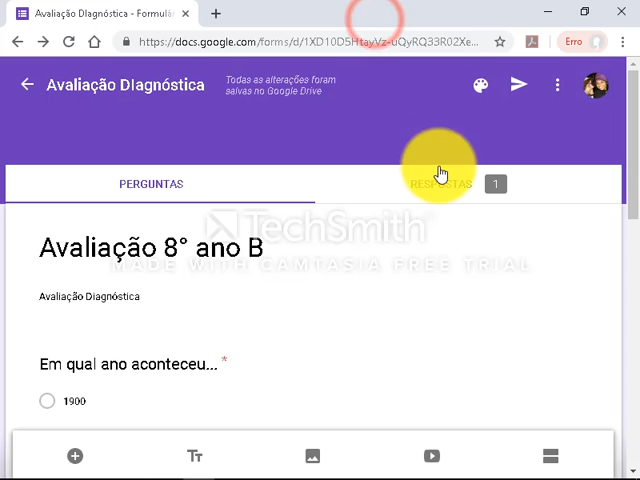 Avaliação DIagnóstica - Formulár
https://docs.google.com/forms/d/1XD10D5HtayVz-uQyRQ33R02Xe...
Erro
Avaliação DIagnóstica
Todas as alterações foram
salvas no Google Drive
PERGUNTAS
RESPOSTAS
1
TechSmith
MADE WITH CAMTASIA FREE TRIAL
Avaliação 8° ano B
Avaliação Diagnóstica
Em qual ano aconteceu... *
1900
Tт